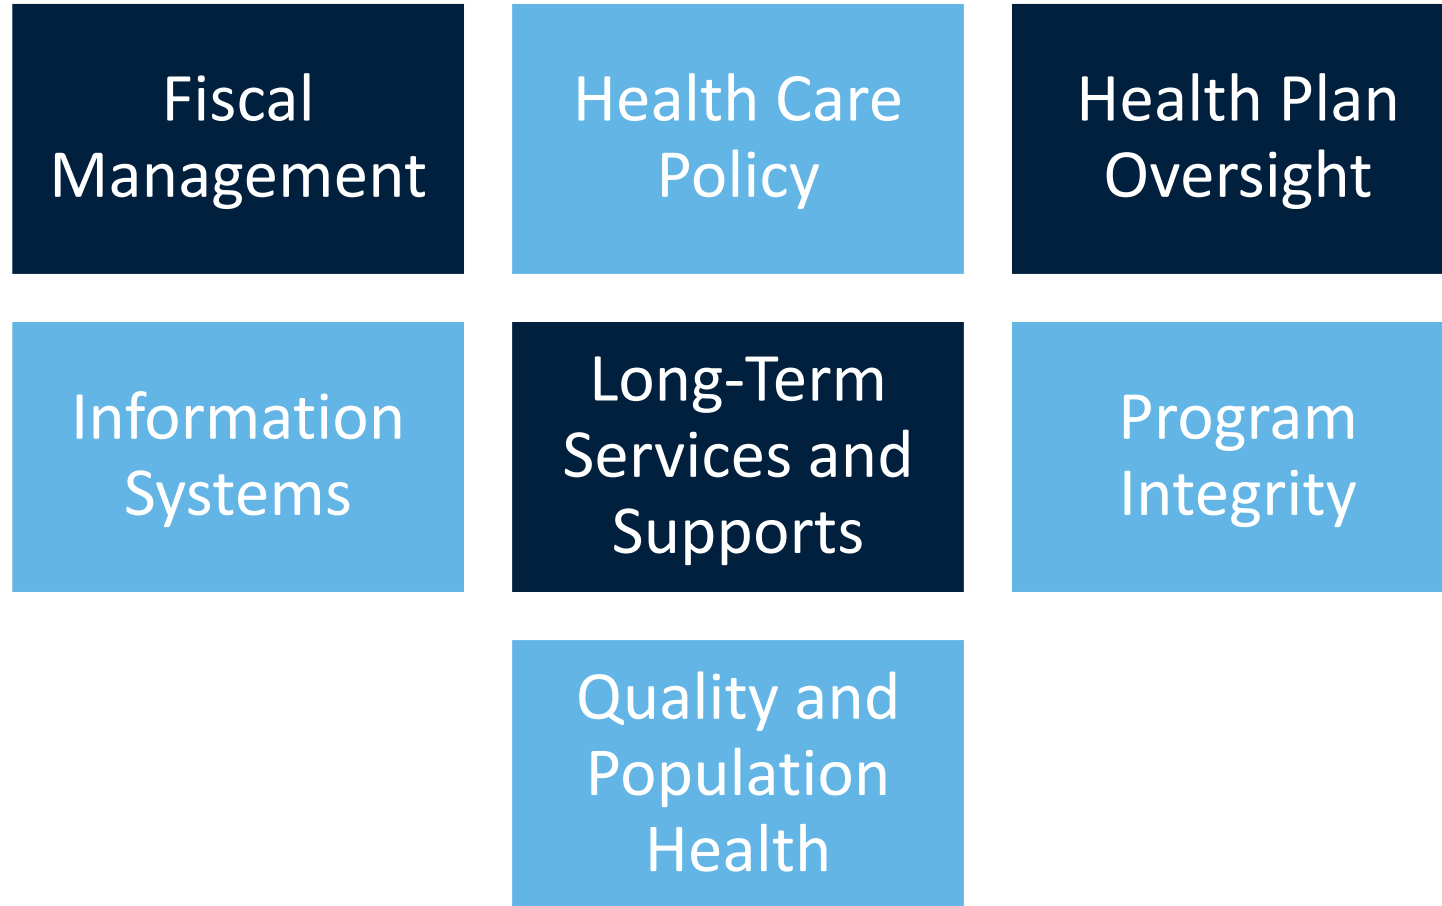 Fiscal
Management
Health Care
Policy
Health Plan
Oversight
Information
Systems
Long-Term
Services and
Supports
Program
Integrity
Quality and
Population
Health